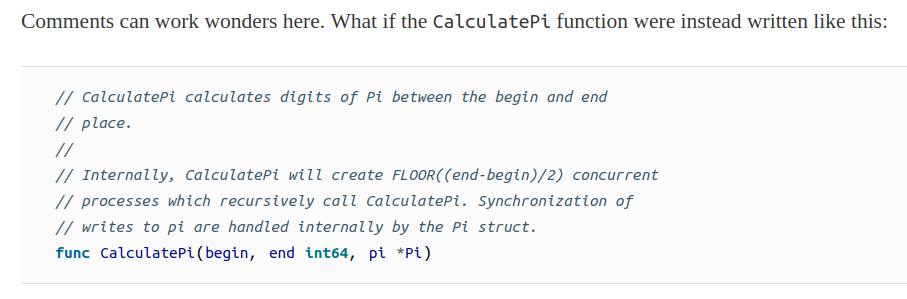 Comments can work wonders here. What if the CalculatePi function were instead written like this:
// CalculatePi calculates digits of Pi between the begin and end
// place.
//
// Internally, CalculatePi will create FLOOR((end-begin)/2) concurrent
// processes which recursively call CalculatePi. Synchronization of
// writes to pi are handled internally by the Pi struct.
func CalculatePi(begin, end int64, pi *Pi)